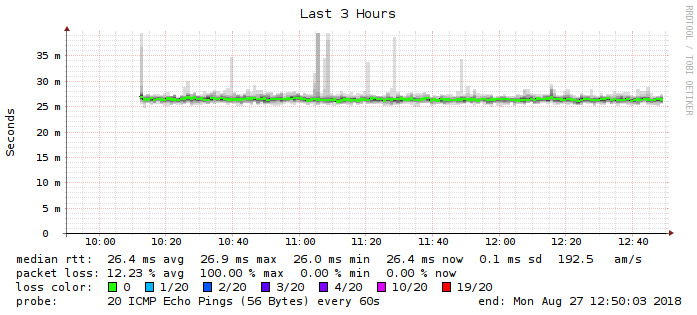 Last 3 Hours
RRDTOOL / TOBI OETIKER
Seconds
35 m
30 m
25 m
20 m
15 m
10 m
5 m
0
10:00 10:20 10:40 11:00 11:20 11:40 12:00 12:20 12:40
median rtt: 26.4 ms avg 26.9 ms max 26.0 ms min 26.4 ms now 0.1 ms sd 192.5 am/s
packet loss: 12.23 % avg 100.00 % max 0.00 % min 0.00 % now
loss color: 0 1/20 2/20 3/20 4/20 10/20 19/20
probe: 20 ICMP Echo Pings (56 Bytes) every 60s end: Mon Aug 27 12:50:03 2018